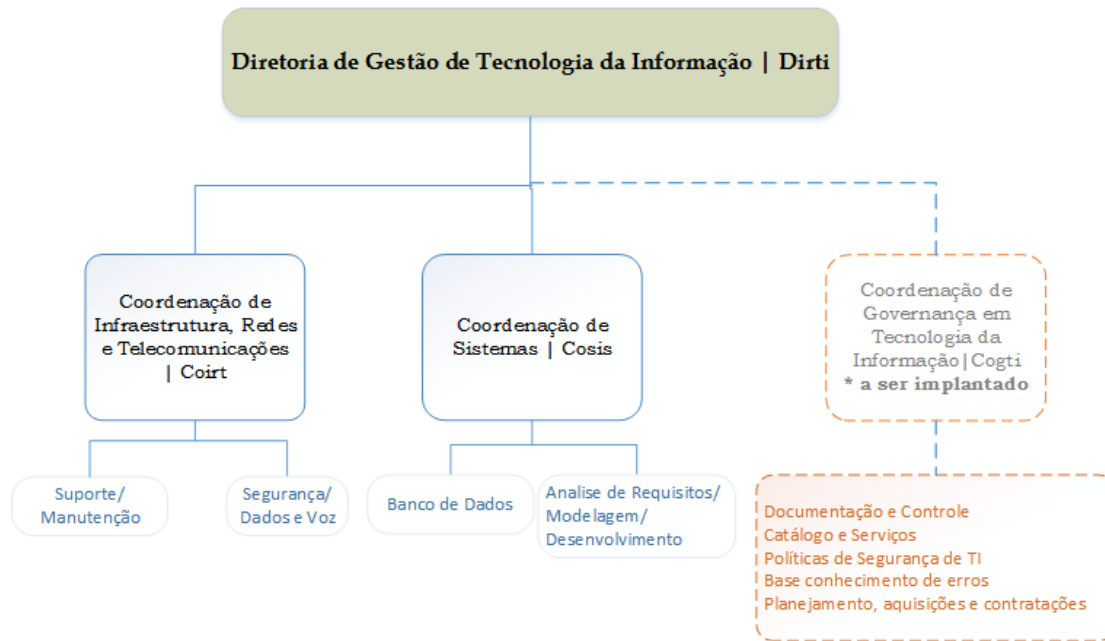 Diretoria de Gestão de Tecnologia da Informação | Dirti
Coordenação de
Infraestrutura, Redes
e Telecomunicações
| Coirt
Coordenação de
Sistemas | Cosis
Coordenação de
Governança em
Tecnologia da
Informação|Cogti
* a ser implantado
Suporte/
Manutenção
Segurança/
Dados e Voz
Banco de Dados
Analise de Requisitos/
Modelagem/
Desenvolvimento
Documentação e Controle
Catálogo e Serviços
Políticas de Segurança de TI
Base conhecimento de erros
Planejamento, aquisições e contratações